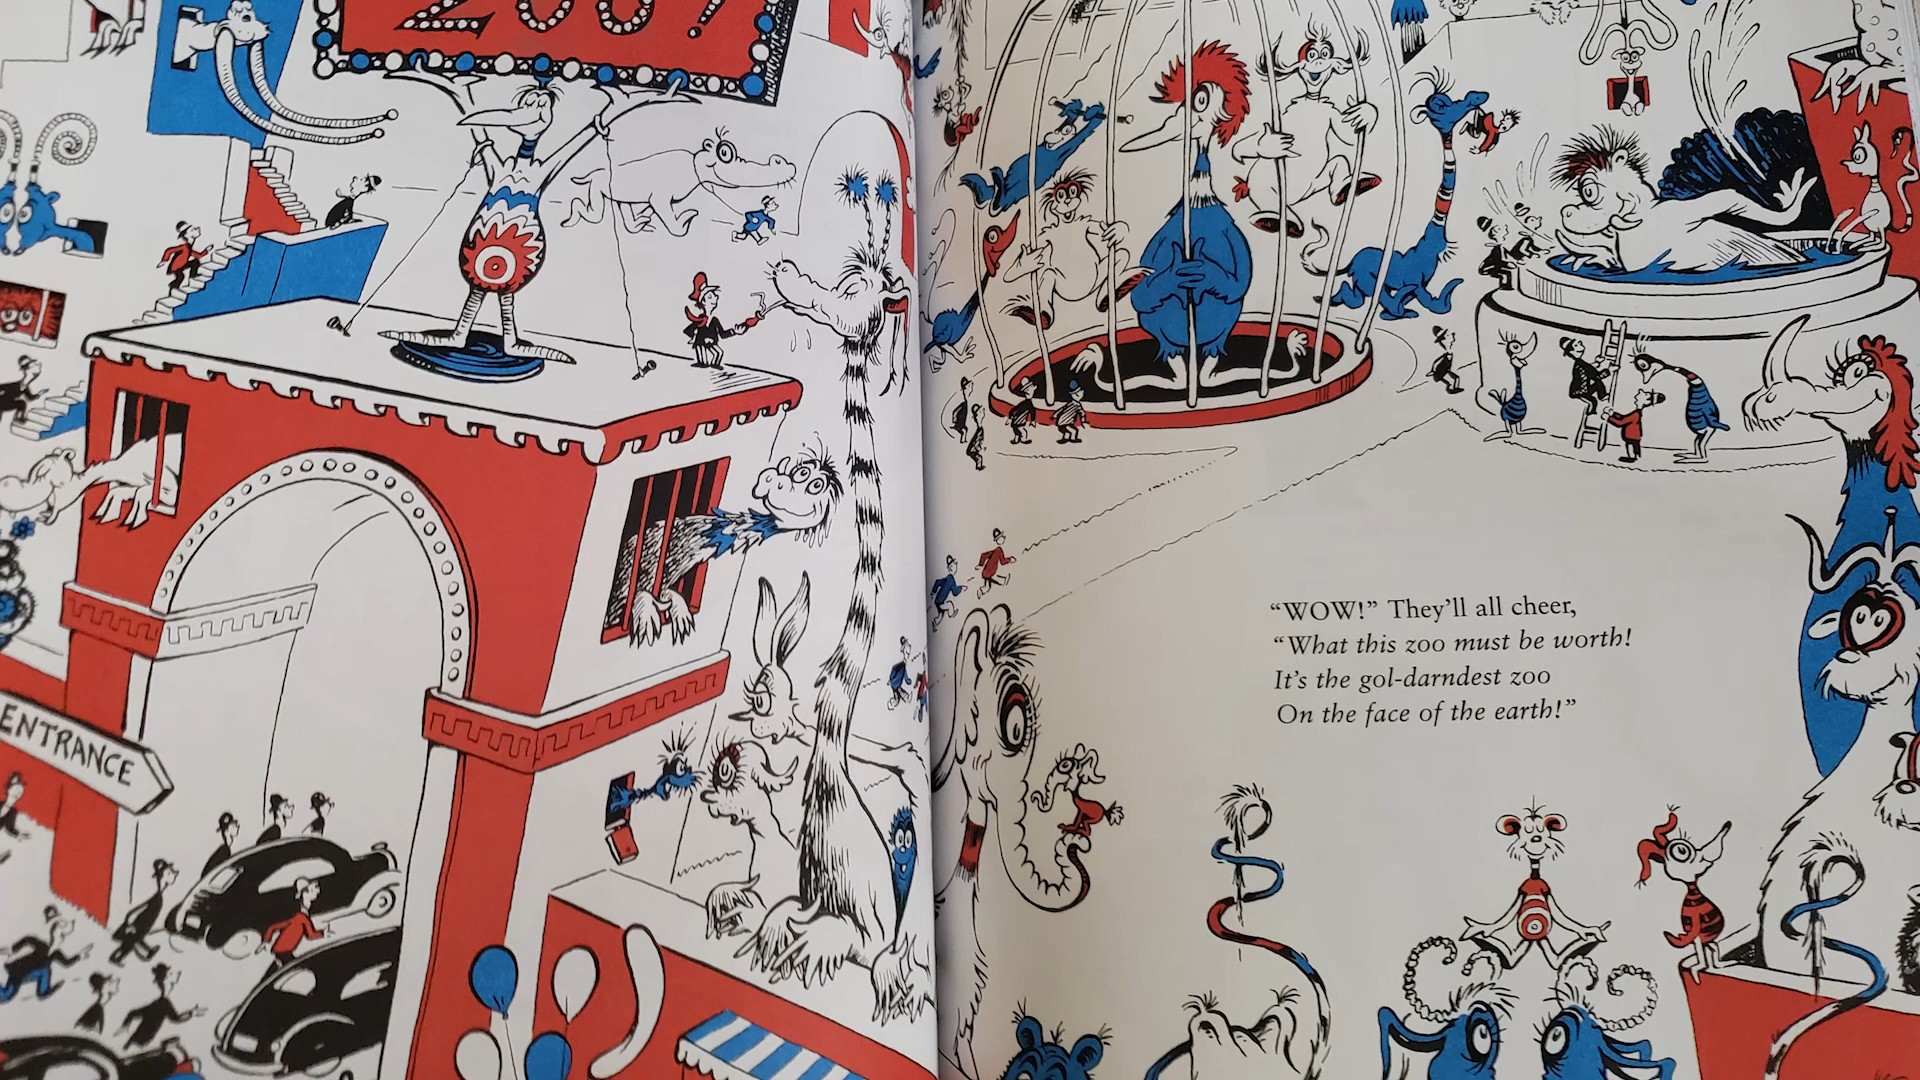 ZOO!
ENTRANCE
“WOW!” They’ll all cheer,
“What this zoo must be worth!
It’s the gol-darndest zoo
On the face of the earth!”